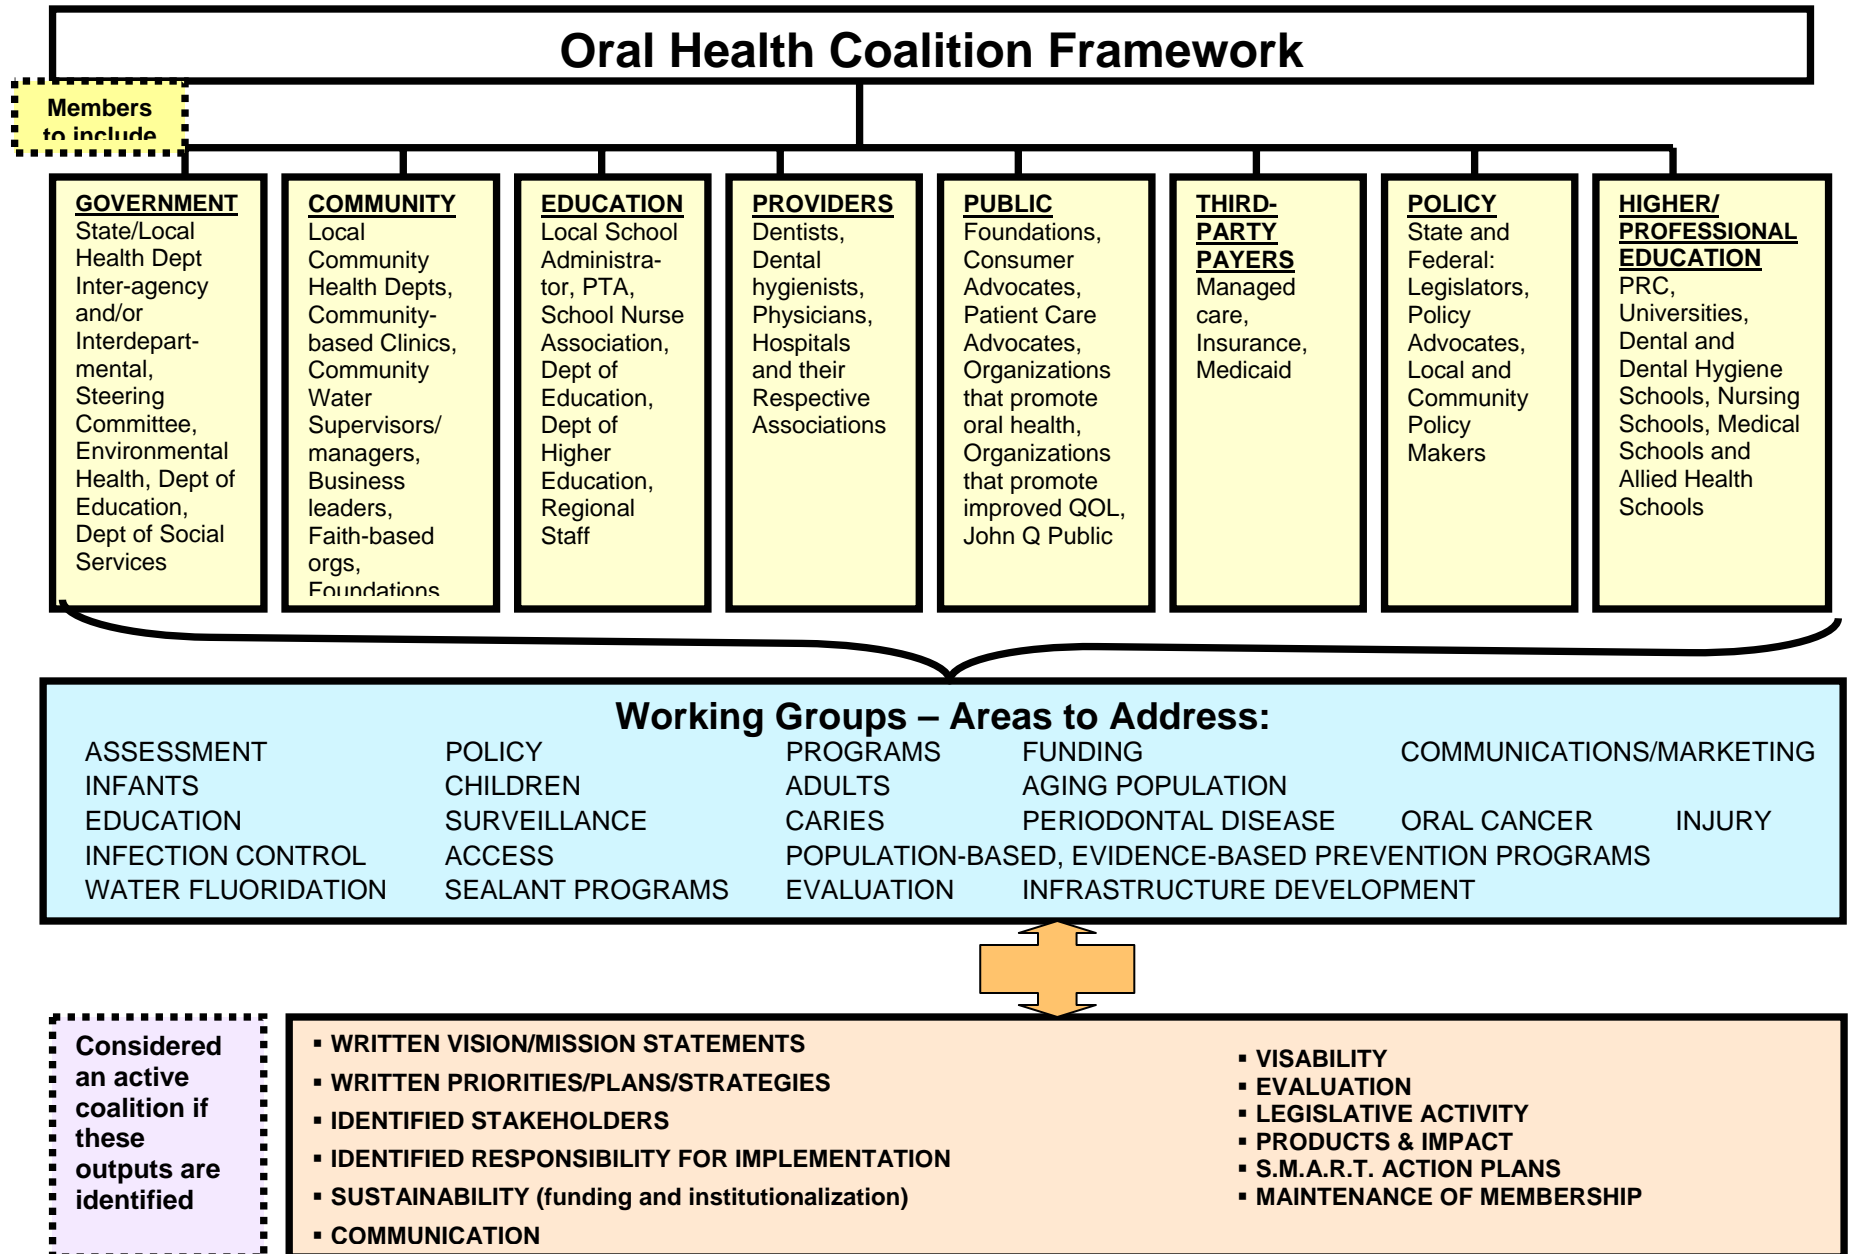 Oral Health Coalition Framework
Members
to include
GOVERNMENT
State/Local
Health Dept
Inter-agency
and/or
Interdepart-
mental,
Steering
Committee,
Environmental
Health, Dept of
Education,
Dept of Social
Services
COMMUNITY
Local
Community
Health Depts,
Community-
based Clinics,
Community
Water
Supervisors/
managers,
Business
leaders,
Faith-based
orgs,
Foundations
EDUCATION
Local School
Administra-
tor, PTA,
School Nurse
Association,
Dept of
Education,
Dept of
Higher
Education,
Regional
Staff
PROVIDERS
Dentists,
Dental
hygienists,
Physicians,
Hospitals
and their
Respective
Associations
PUBLIC
Foundations,
Consumer
Advocates,
Patient Care
Advocates,
Organizations
that promote
oral health,
Organizations
that promote
improved QOL,
John Q Public
THIRD-
PARTY
PAYERS
Managed
care,
Insurance,
Medicaid
POLICY
State and
Federal:
Legislators,
Policy
Advocates,
Local and
Community
Policy
Makers
HIGHER/
PROFESSIONAL
EDUCATION
PRC,
Universities,
Dental and
Dental Hygiene
Schools, Nursing
Schools, Medical
Schools and
Allied Health
Schools
Working Groups – Areas to Address:
ASSESSMENT POLICY PROGRAMS FUNDING COMMUNICATIONS/MARKETING
INFANTS CHILDREN ADULTS AGING POPULATION
EDUCATION SURVEILLANCE CARIES PERIODONTAL DISEASE ORAL CANCER INJURY
INFECTION CONTROL ACCESS POPULATION-BASED, EVIDENCE-BASED PREVENTION PROGRAMS
WATER FLUORIDATION SEALANT PROGRAMS EVALUATION INFRASTRUCTURE DEVELOPMENT
Considered
an active
coalition if
these
outputs are
identified
▪ WRITTEN VISION/MISSION STATEMENTS
▪ WRITTEN PRIORITIES/PLANS/STRATEGIES
▪ IDENTIFIED STAKEHOLDERS
▪ IDENTIFIED RESPONSIBILITY FOR IMPLEMENTATION
▪ SUSTAINABILITY (funding and institutionalization)
▪ COMMUNICATION
▪ VISABILITY
▪ EVALUATION
▪ LEGISLATIVE ACTIVITY
▪ PRODUCTS & IMPACT
▪ S.M.A.R.T. ACTION PLANS
▪ MAINTENANCE OF MEMBERSHIP